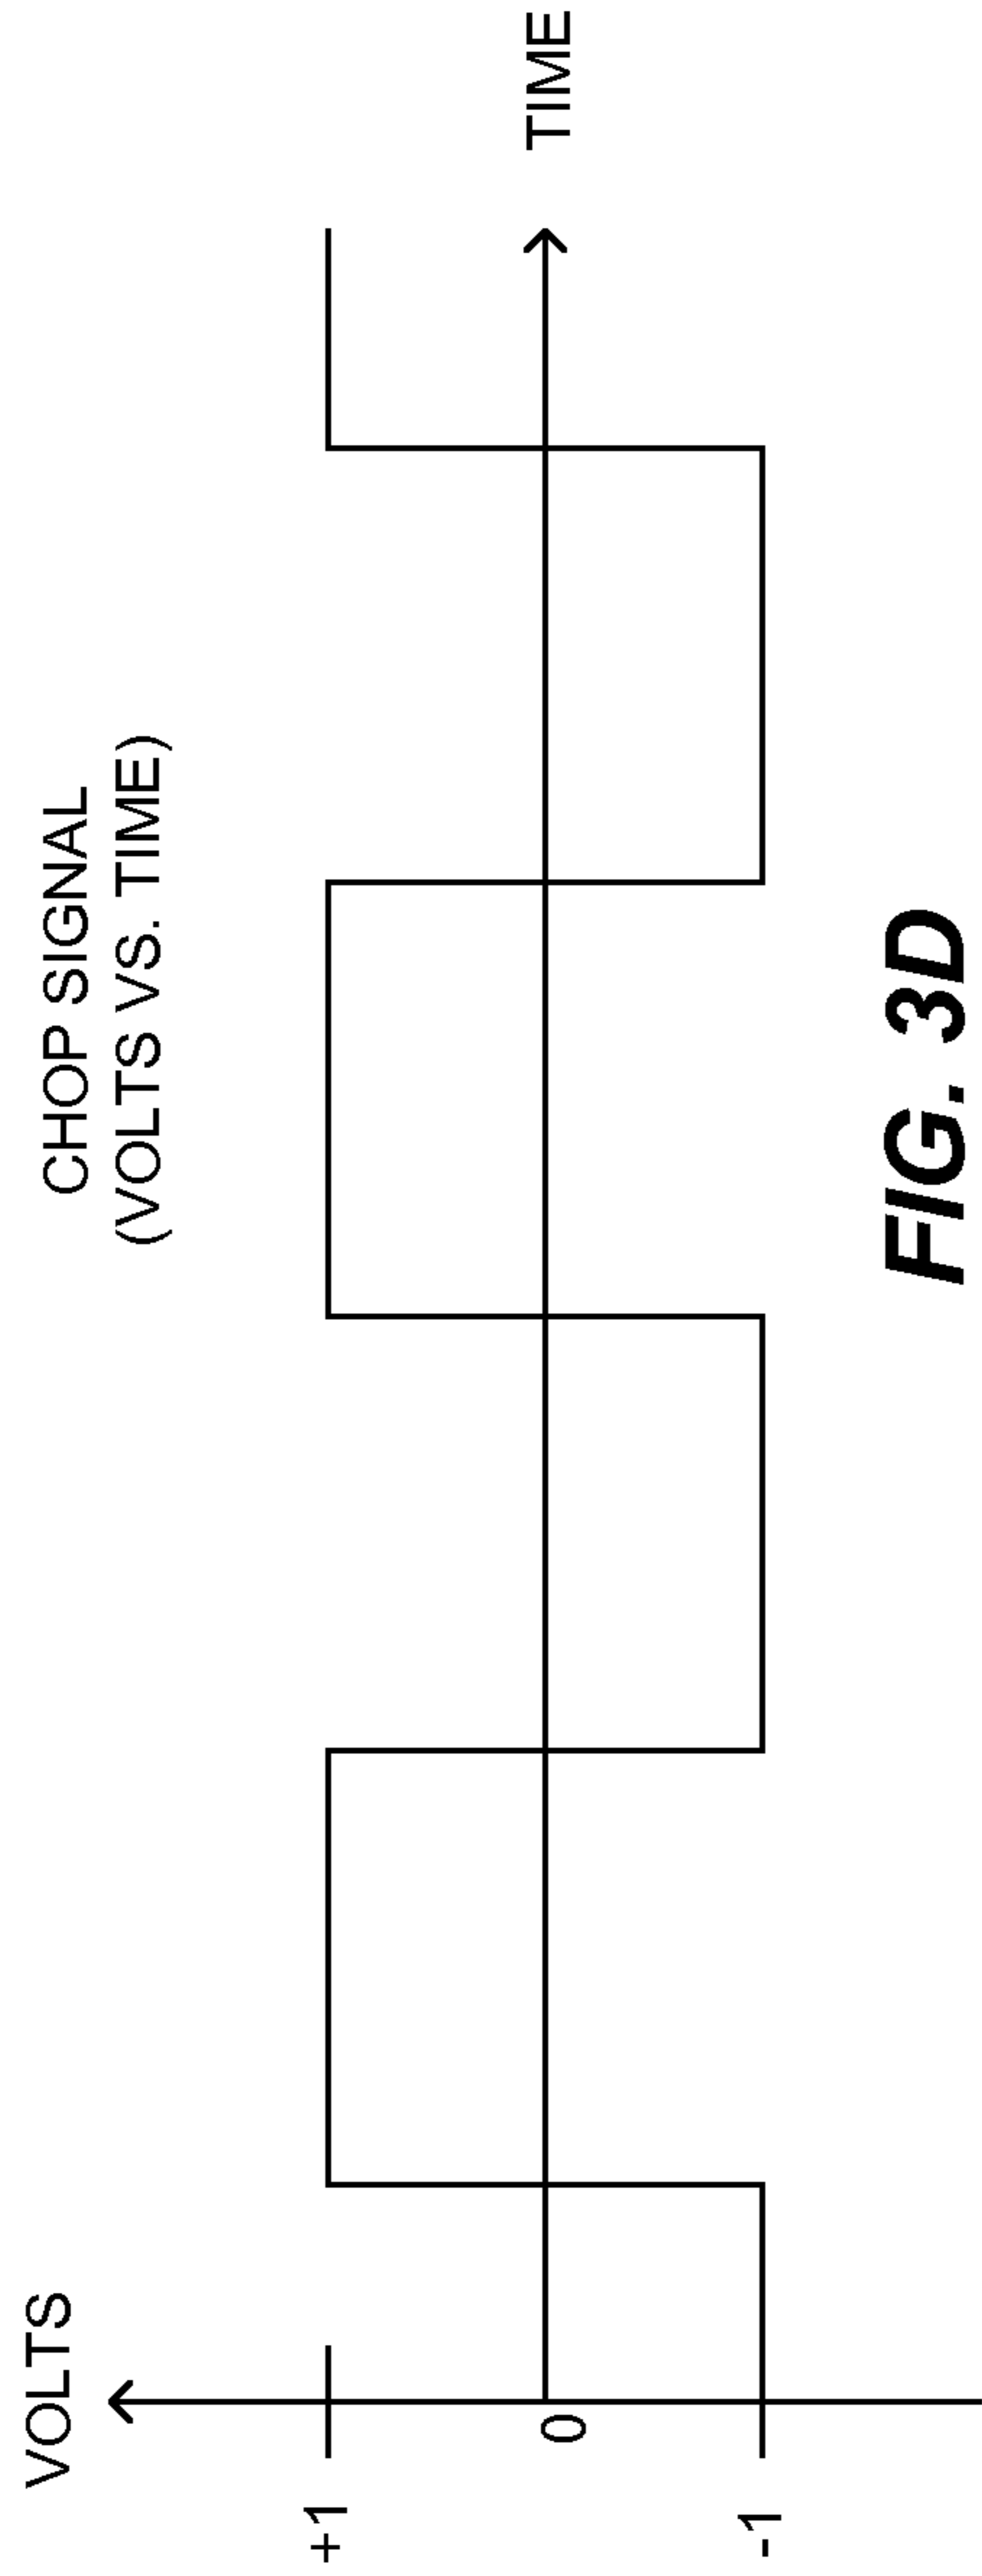 VOLTS
CHOP SIGNAL
(VOLTS VS. TIME)
+1
0
TIME
-1
FIG. 3D